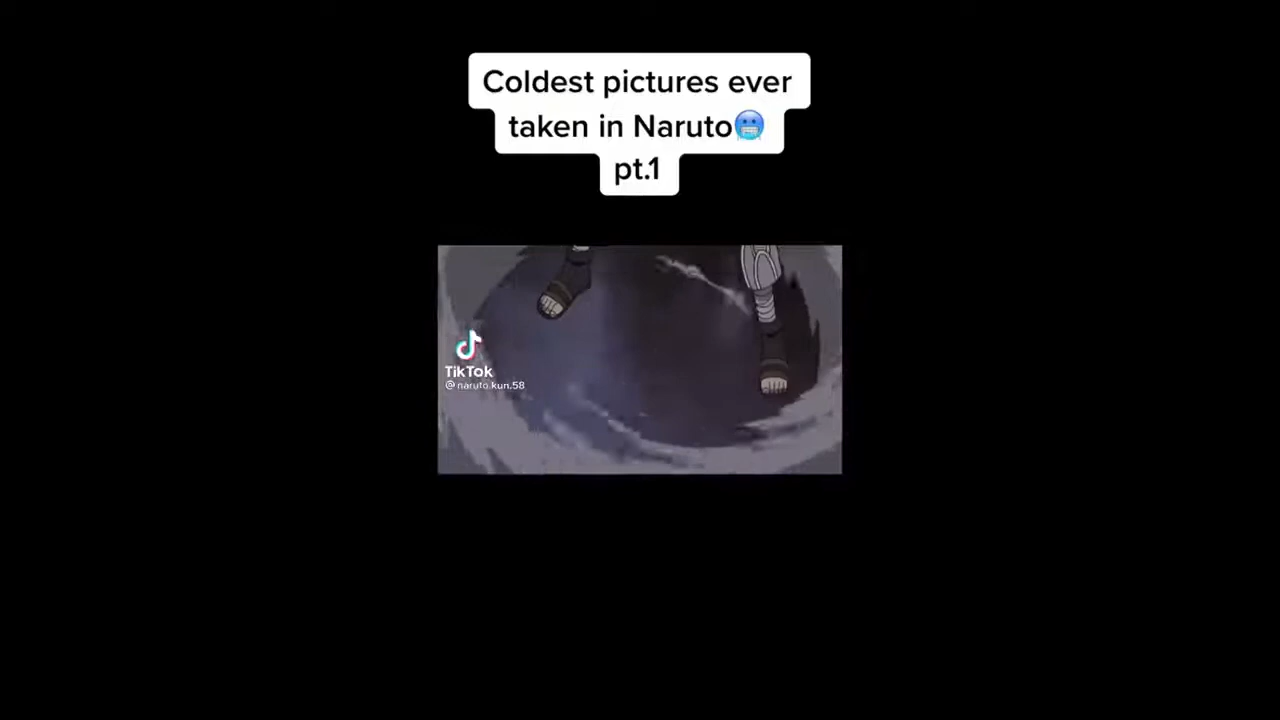 Coldest pictures ever
taken in Naruto🥶
pt.1
TikTok
@naruto.kun.58